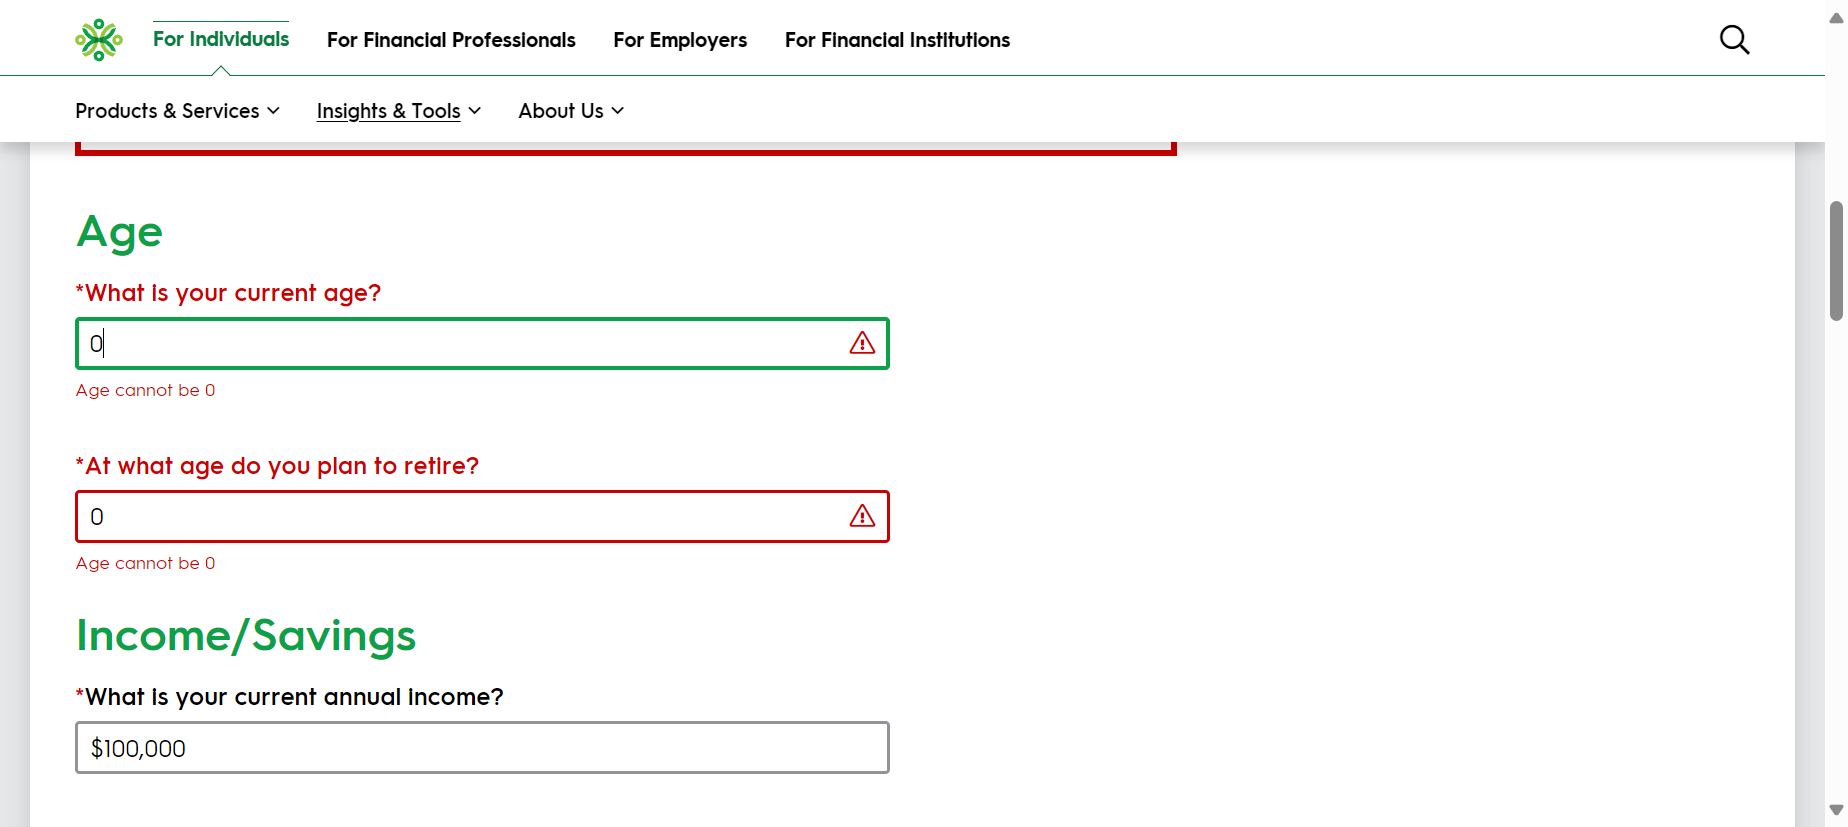 For Individuals For Financial Professionals For Employers For Financial Institutions
Products & Services Insights & Tools About Us
Age
*What is your current age?
0
Age cannot be 0
*At what age do you plan to retire?
0
Age cannot be 0
Income/Savings
*What is your current annual income?
$100,000